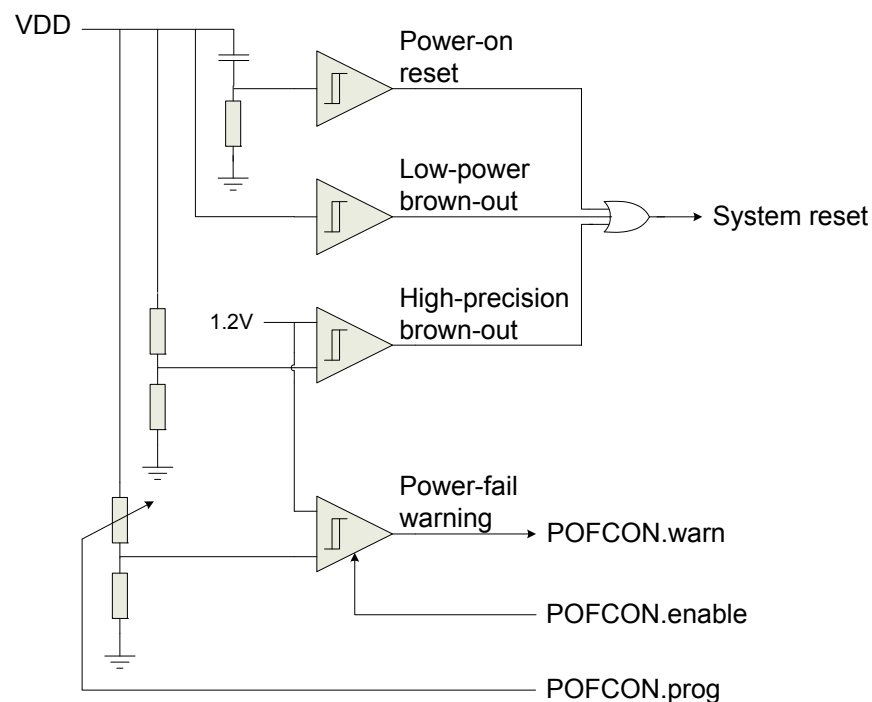 VDD
Power-on
reset
Low-power
brown-out
System reset
High-precision
brown-out
1.2V
Power-fail
warning
POFCON.warn
POFCON.enable
POFCON.prog